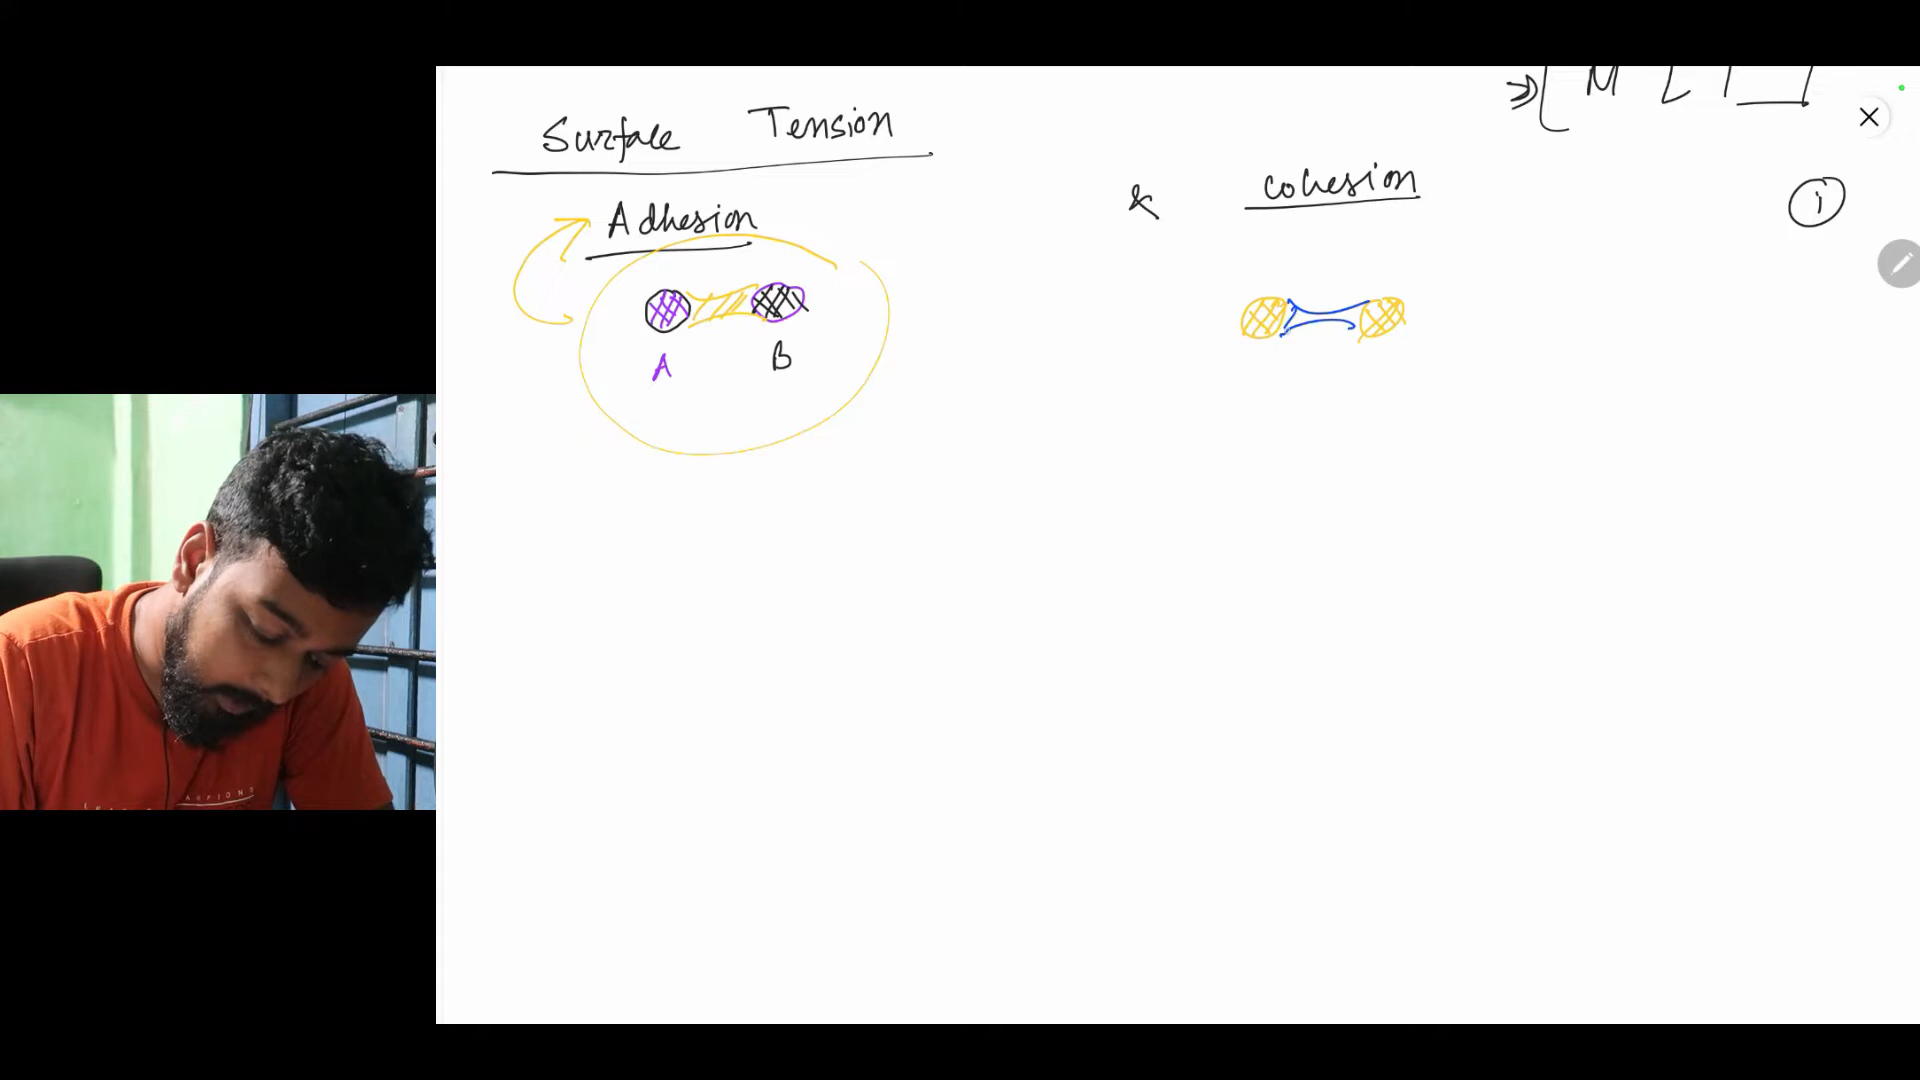 M L
Surface Tension
& cohesion
i
Adhesion
A B